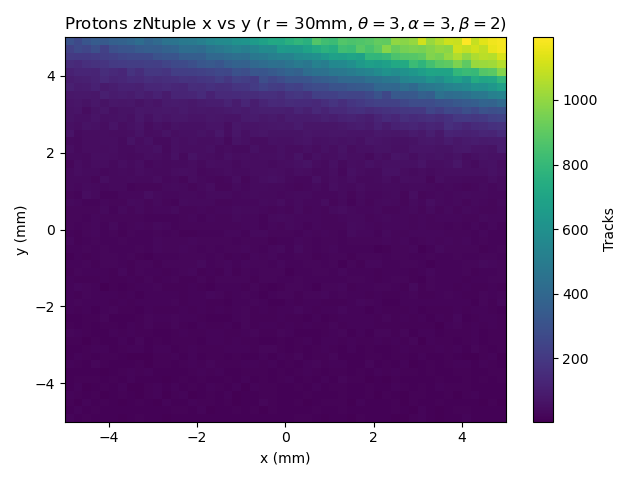 Protons zNtuple x vs y (r = 30mm, θ = 3, α = 3, β = 2)
4
2
0
−2
−4
y (mm)
−4 −2 0 2 4
x (mm)
1000
800
600
400
200
Tracks